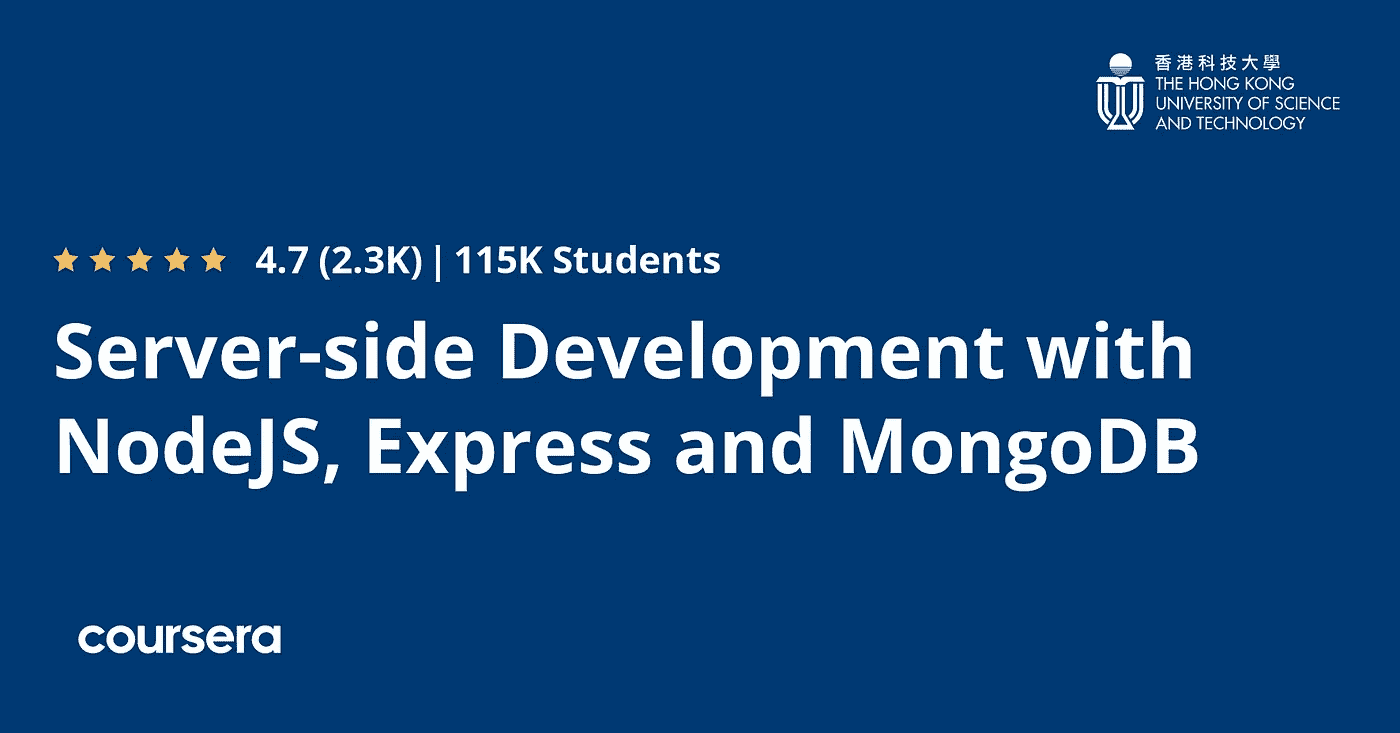 香港科技大學
THE HONG KONG
UNIVERSITY OF SCIENCE
AND TECHNOLOGY
4.7 (2.3K) | 115K Students
Server-side Development with
NodeJS, Express and MongoDB
coursera